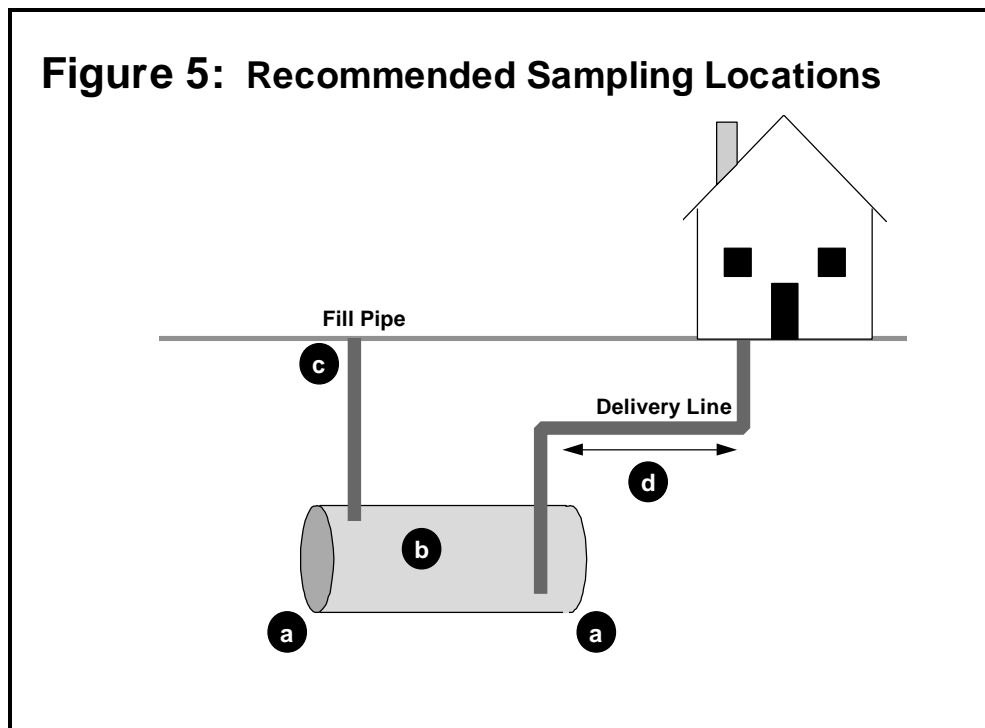 Figure 5: Recommended Sampling Locations
Fill Pipe
c
Delivery Line
d
b
a
a